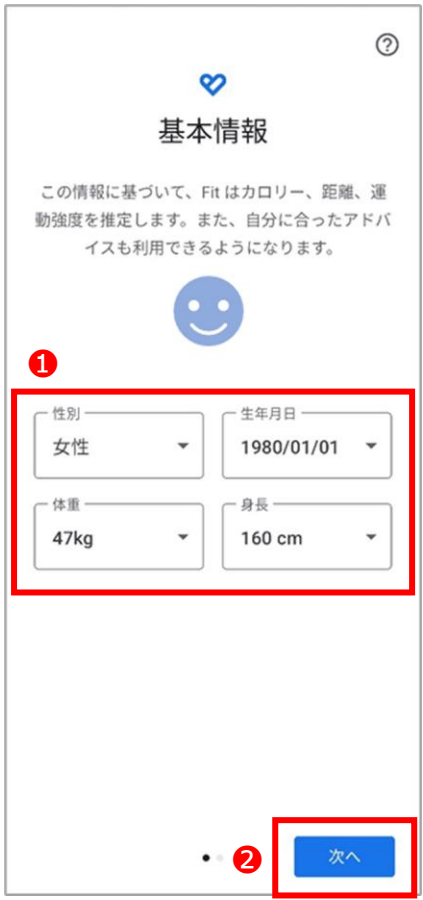 基本情報
この情報に基づいて、Fit はカロリー、距離、運
動強度を推定します。また、自分に合ったアドバ
イスも利用できるようになります。
1
性別
女性
生年月日
1980/01/01
体重
47kg
身長
160 cm
2
次へ